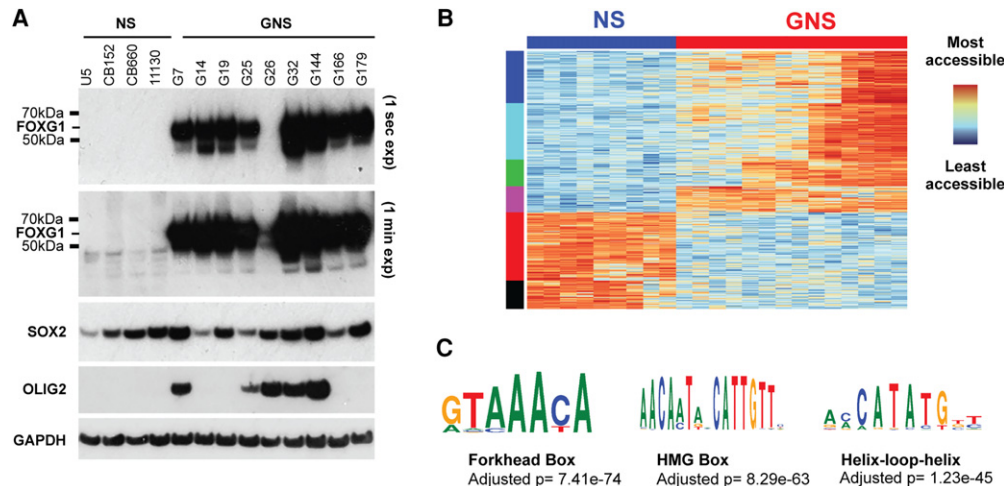 A
NS
GNS
U5
CB152
CB660
11130
G7
G14
G19
G25
G26
G32
G144
G166
G179
70kDa
FOXG1
50kDa
(1 sec exp)
70kDa
FOXG1
50kDa
(1 min exp)
SOX2
OLIG2
GAPDH
B
NS
GNS
Most accessible
Least accessible
C
Forkhead Box
Adjusted p= 7.41e-74
HMG Box
Adjusted p= 8.29e-63
Helix-loop-helix
Adjusted p= 1.23e-45